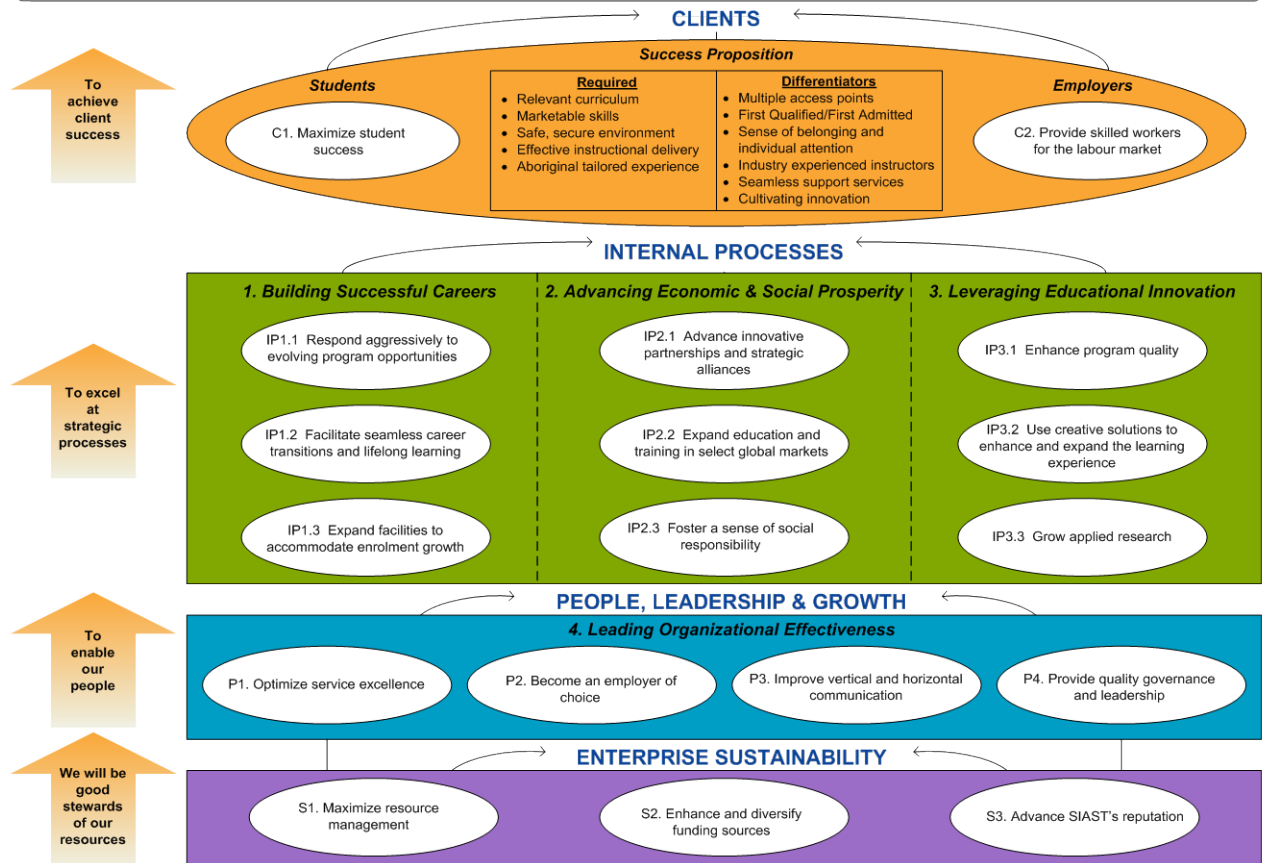 CLIENTS
To
achieve
client
success
Success Proposition
Students
C1. Maximize student
success
Required
• Relevant curriculum
• Marketable skills
• Safe, secure environment
• Effective instructional delivery
• Aboriginal tailored experience
Differentiators
• Multiple access points
• First Qualified/First Admitted
• Sense of belonging and
individual attention
• Industry experienced instructors
• Seamless support services
• Cultivating innovation
Employers
C2. Provide skilled workers
for the labour market
INTERNAL PROCESSES
To excel
at
strategic
processes
1. Building Successful Careers
IP1.1 Respond aggressively to
evolving program opportunities
IP1.2 Facilitate seamless career
transitions and lifelong learning
IP1.3 Expand facilities to
accommodate enrolment growth
2. Advancing Economic & Social Prosperity
IP2.1 Advance innovative
partnerships and strategic
alliances
IP2.2 Expand education and
training in select global markets
IP2.3 Foster a sense of social
responsibility
3. Leveraging Educational Innovation
IP3.1 Enhance program quality
IP3.2 Use creative solutions to
enhance and expand the learning
experience
IP3.3 Grow applied research
PEOPLE, LEADERSHIP & GROWTH
To
enable
our
people
4. Leading Organizational Effectiveness
P1. Optimize service excellence
P2. Become an employer of
choice
P3. Improve vertical and horizontal
communication
P4. Provide quality governance
and leadership
ENTERPRISE SUSTAINABILITY
We will be
good
stewards
of our
resources
S1. Maximize resource
management
S2. Enhance and diversify
funding sources
S3. Advance SIAST's reputation